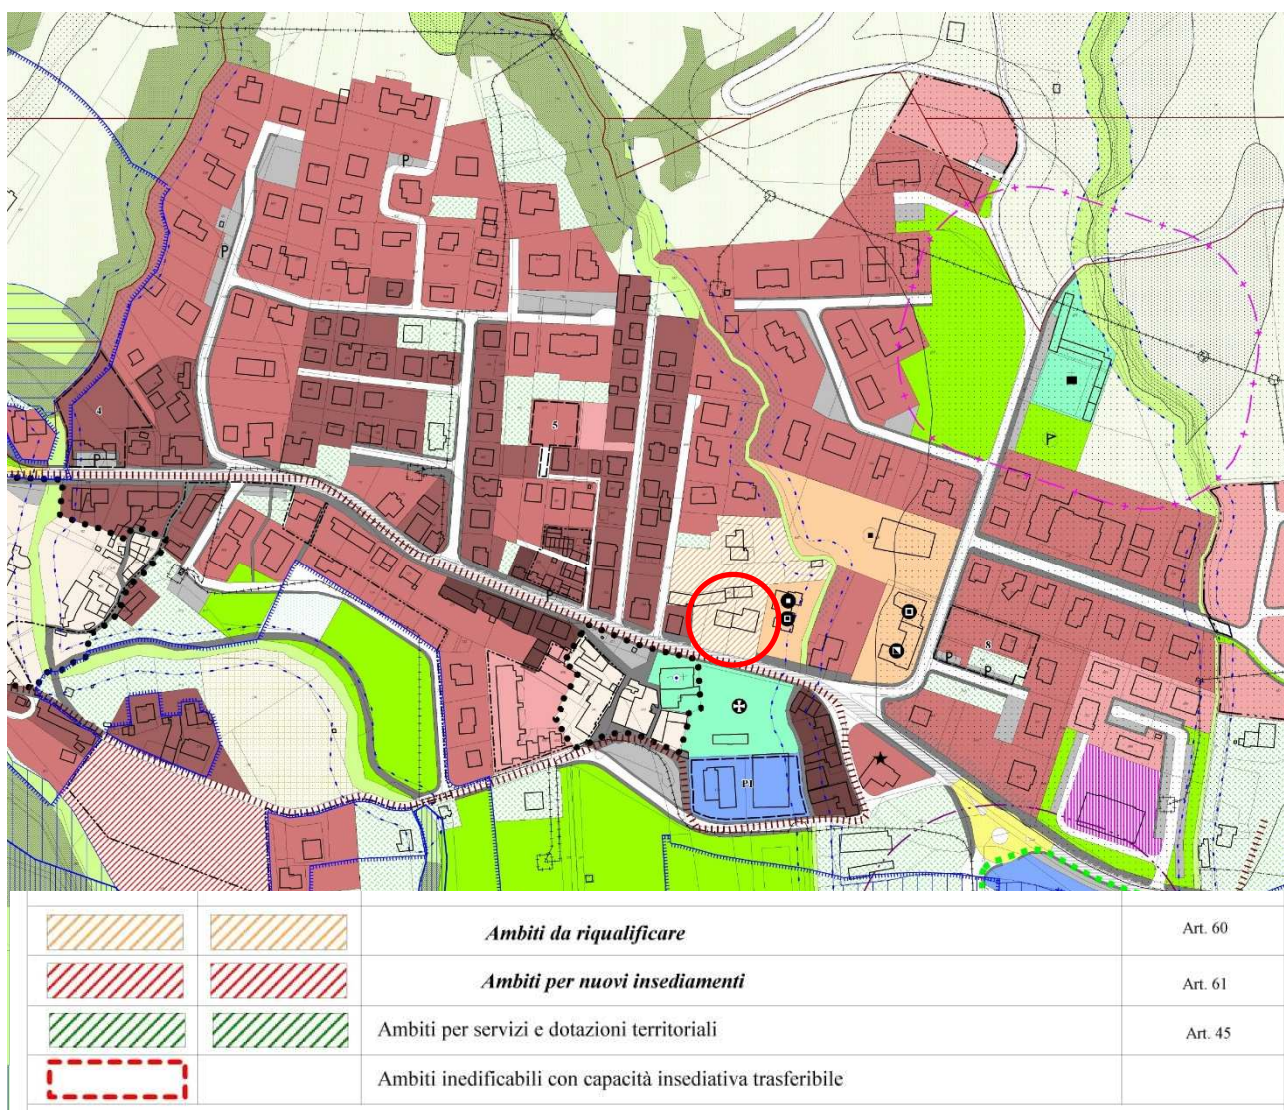 P
P
4
5
P
P
P
8
P
P
PI
Ambiti da riqualificare Art. 60
Ambiti per nuovi insediamenti Art. 61
Ambiti per servizi e dotazioni territoriali Art. 45
Ambiti inedificabili con capacità insediativa trasferibile